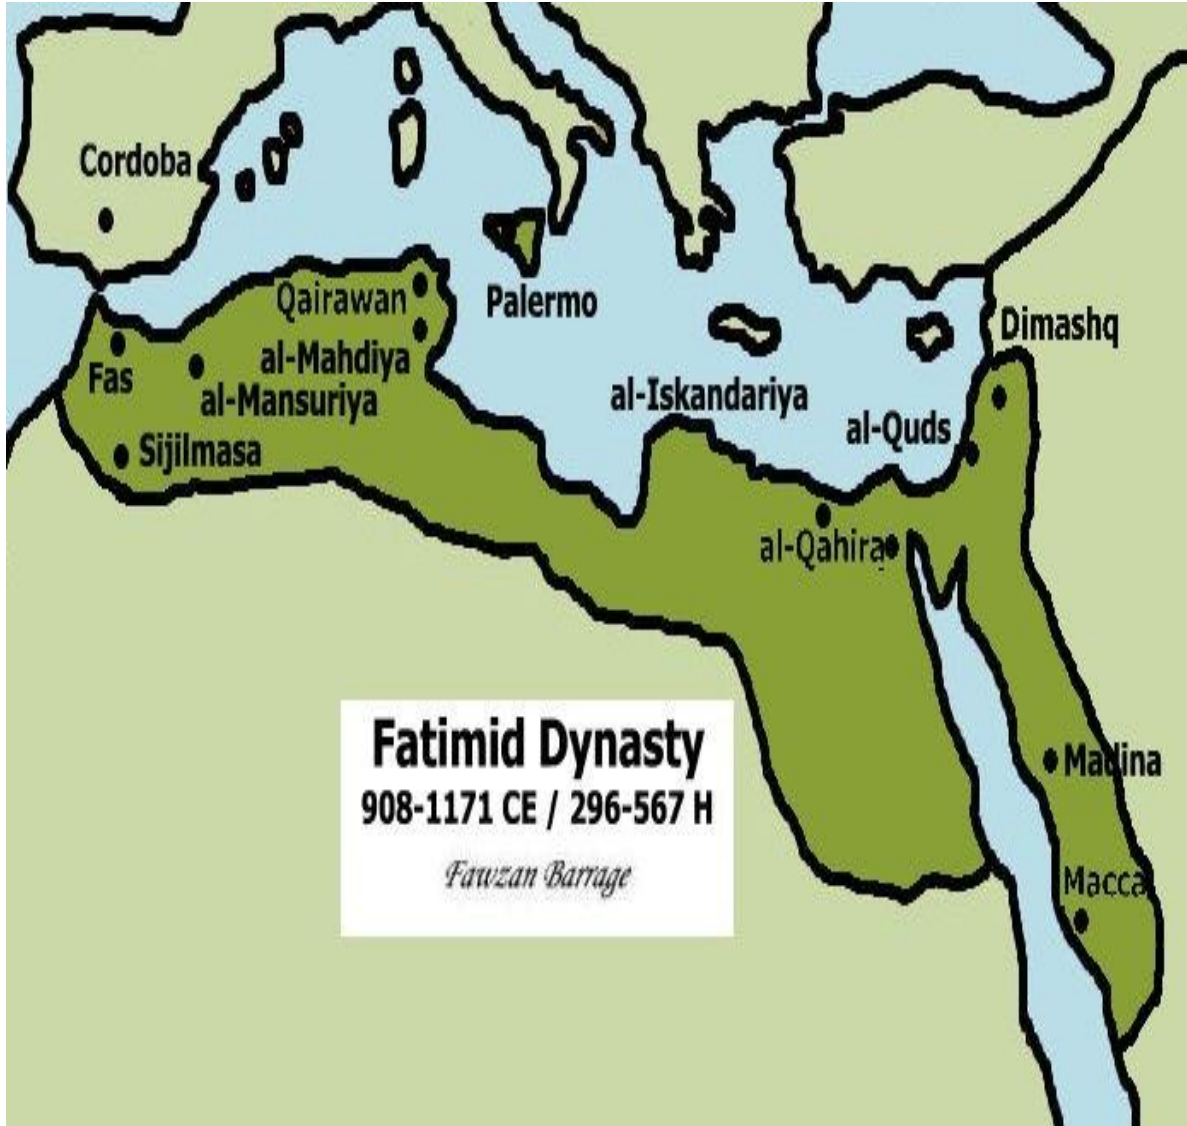 Cordoba
Qairawan
Palermo
Dimashq
al-Mahdiya
Fas
al-Mansuriya
al-Iskandariya
al-Quds
Sijilmasa
al-Qahira
Fatimid Dynasty
908-1171 CE / 296-567 H
Fawzan Barrage
Madina
Macca